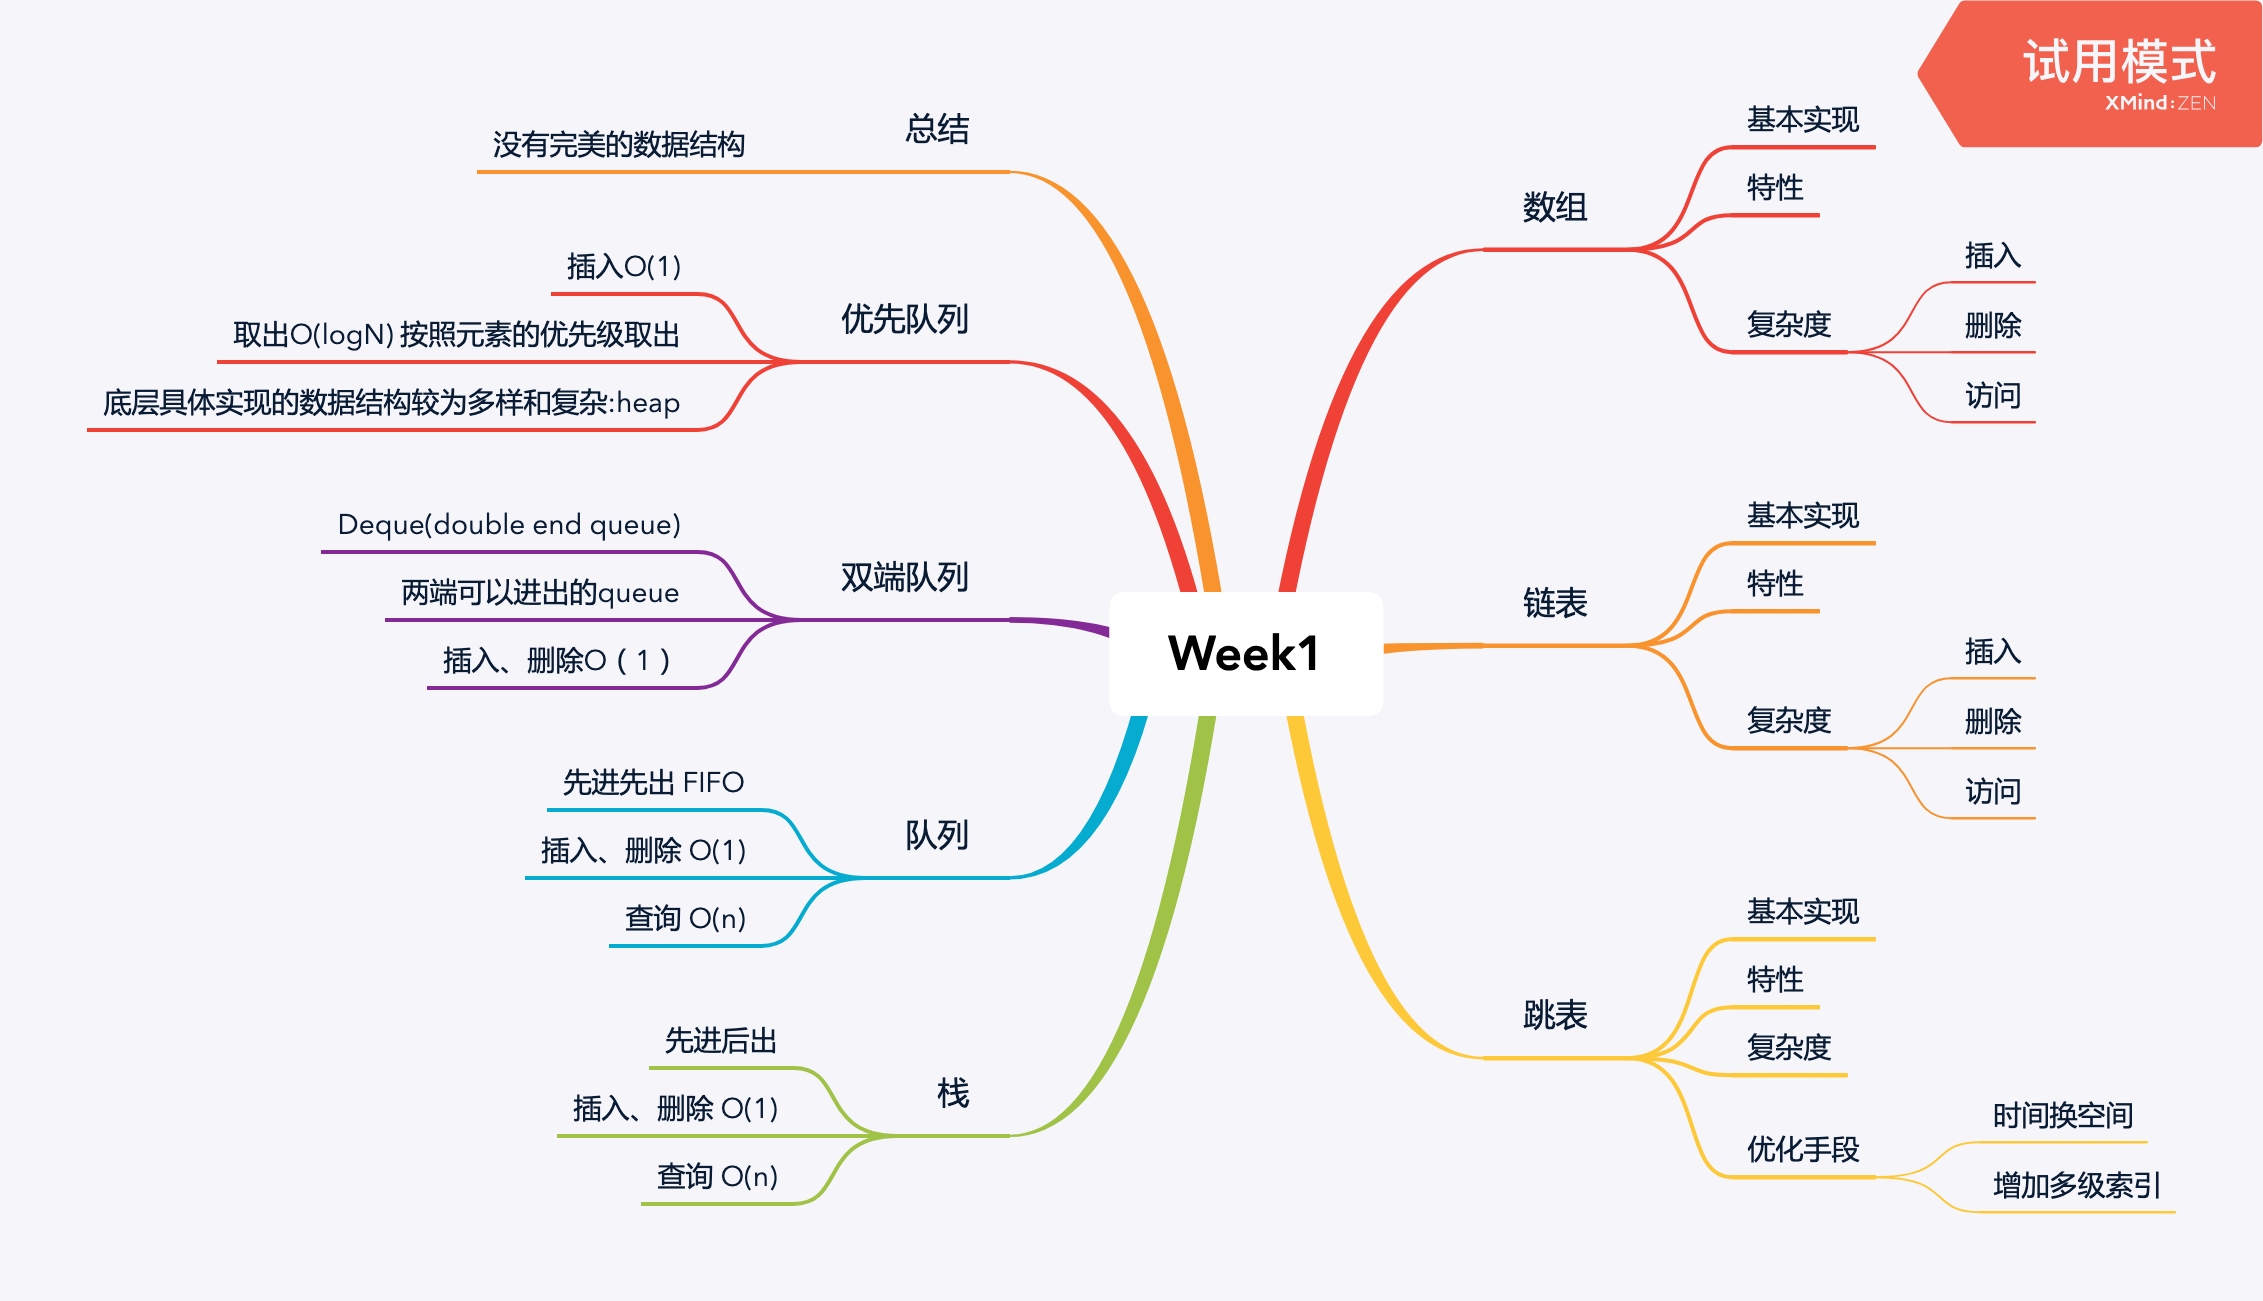 试用模式
XMind:ZEN
Week1
数组
基本实现
特性
复杂度
插入
删除
访问
链表
基本实现
特性
复杂度
插入
删除
访问
跳表
基本实现
特性
复杂度
优化手段
时间换空间
增加多级索引
总结
没有完美的数据结构
优先队列
插入O(1)
取出O(logN) 按照元素的优先级取出
底层具体实现的数据结构较为多样和复杂:heap
双端队列
Deque(double end queue)
两端可以进出的queue
插入、删除O（1）
队列
先进先出 FIFO
插入、删除 O(1)
查询 O(n)
栈
先进后出
插入、删除 O(1)
查询 O(n)